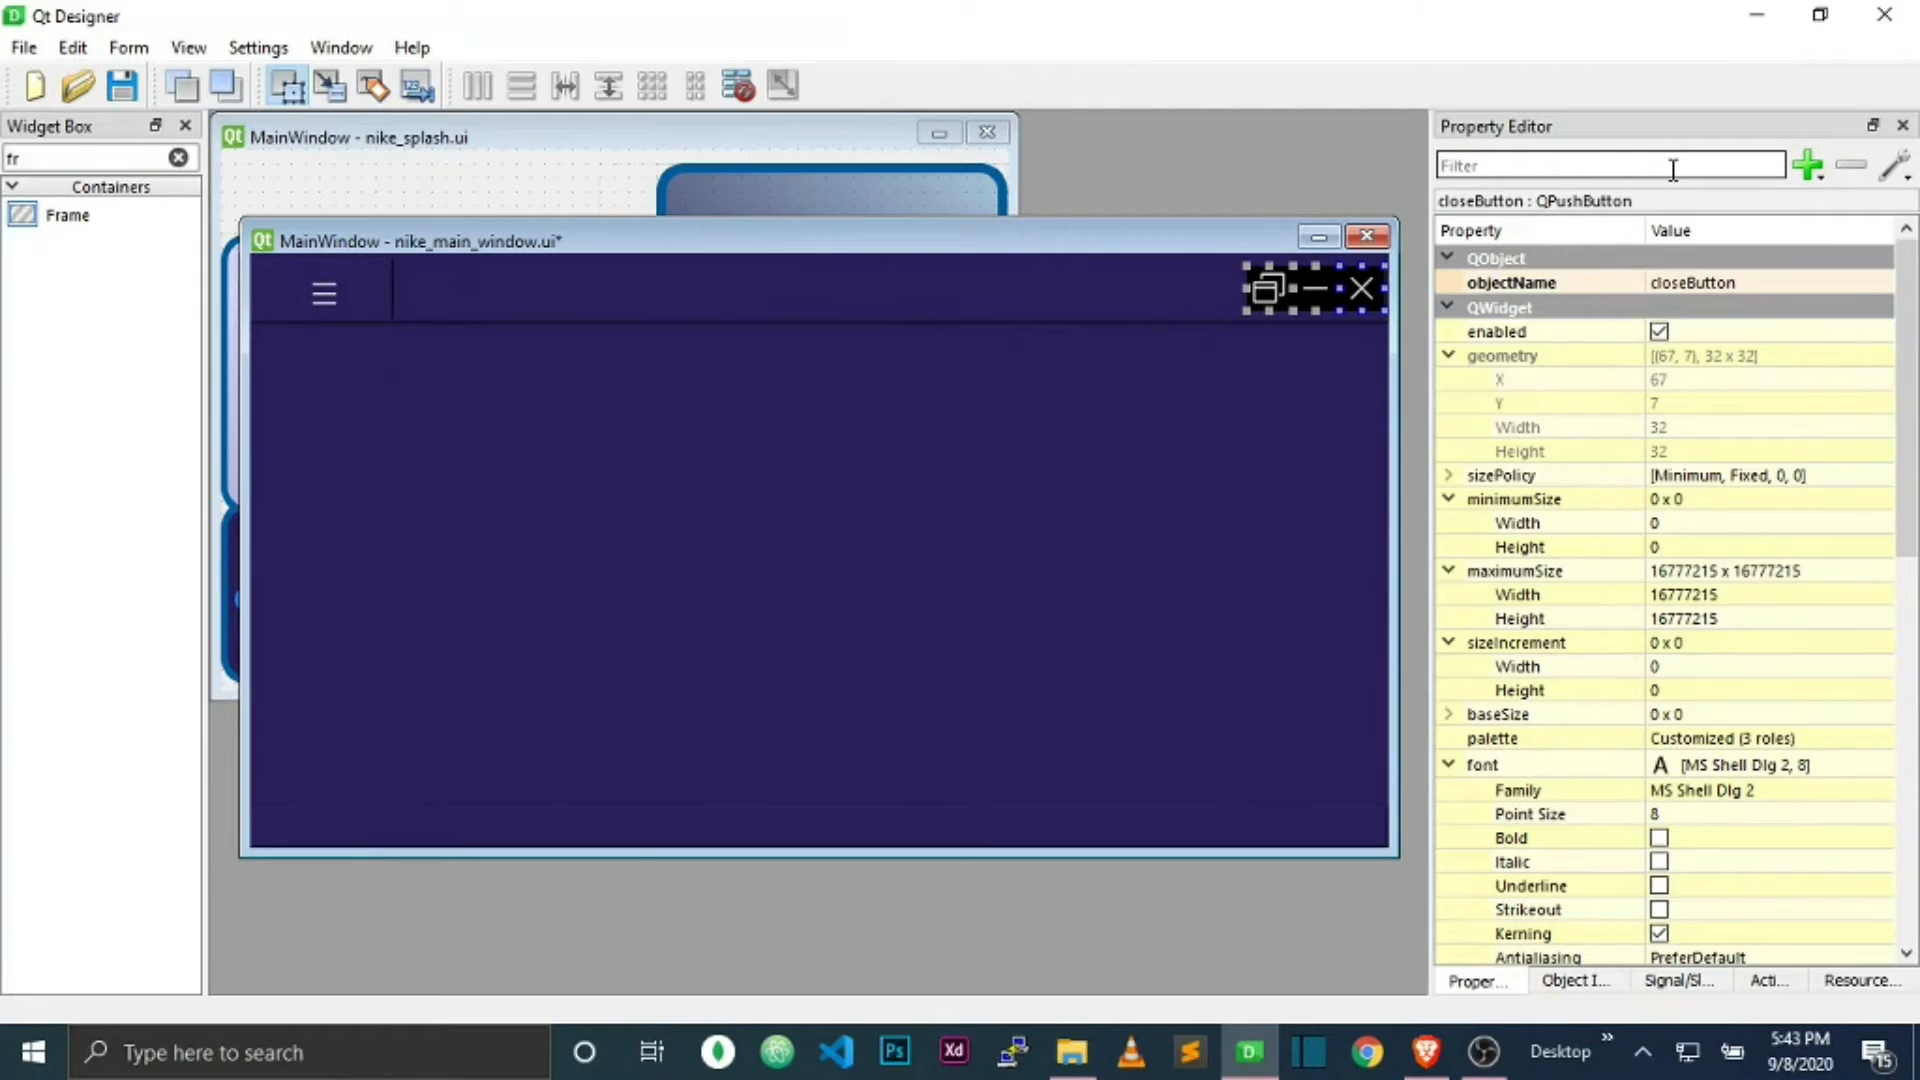 Qt Designer
File Edit Form View Settings Window Help
123
Widget Box
fr
Containers
Frame
Qt MainWindow - nike_splash.ui
Qt MainWindow - nike_main_window.ui*
Property Editor
Filter
closeButton : QPushButton
Property Value
QObject
objectName closeButton
QWidget
enabled
geometry [(67, 7), 32 x 32]
X 67
Y 7
Width 32
Height 32
sizePolicy [Minimum, Fixed, 0, 0]
minimumSize 0 x 0
Width 0
Height 0
maximumSize 16777215 x 16777215
Width 16777215
Height 16777215
sizeIncrement 0 x 0
Width 0
Height 0
baseSize 0 x 0
palette Customized (3 roles)
font A [MS Shell Dlg 2, 8]
Family MS Shell Dlg 2
Point Size 8
Bold
Italic
Underline
Strikeout
Kerning
Antialiasing PreferDefault
Proper... Object I... Signal/Sl... Acti... Resource...
Type here to search
Ps
Xd
D
Desktop
5:43 PM
9/8/2020
15